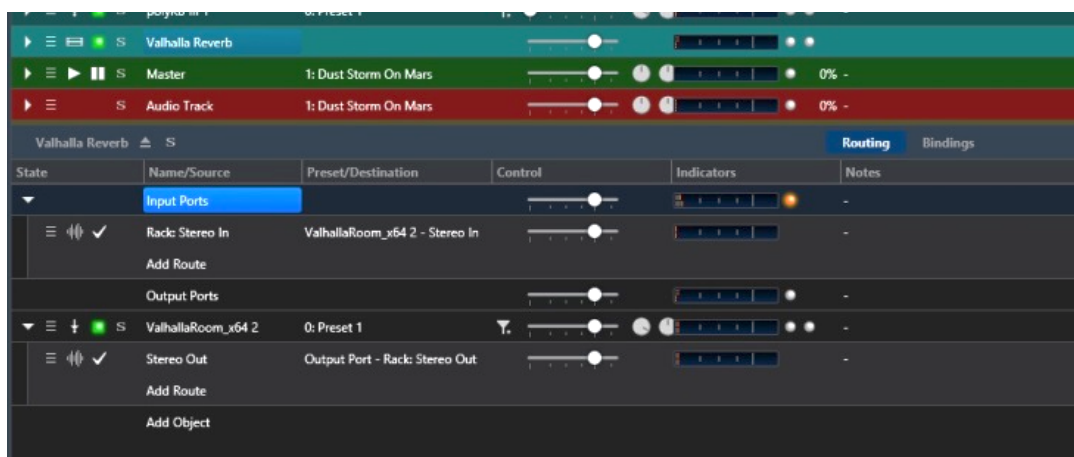 Valhalla Reverb
S
Master 1: Dust Storm On Mars 0% -
S
Audio Track 1: Dust Storm On Mars 0% -
S
Valhalla Reverb S Routing Bindings
State Name/Source Preset/Destination Control Indicators Notes
Input Ports -
Rack: Stereo In ValhallaRoom_x64 2 - Stereo In -
Add Route
Output Ports -
S ValhallaRoom_x64 2 0: Preset 1 -
Stereo Out Output Port - Rack: Stereo Out -
Add Route
Add Object